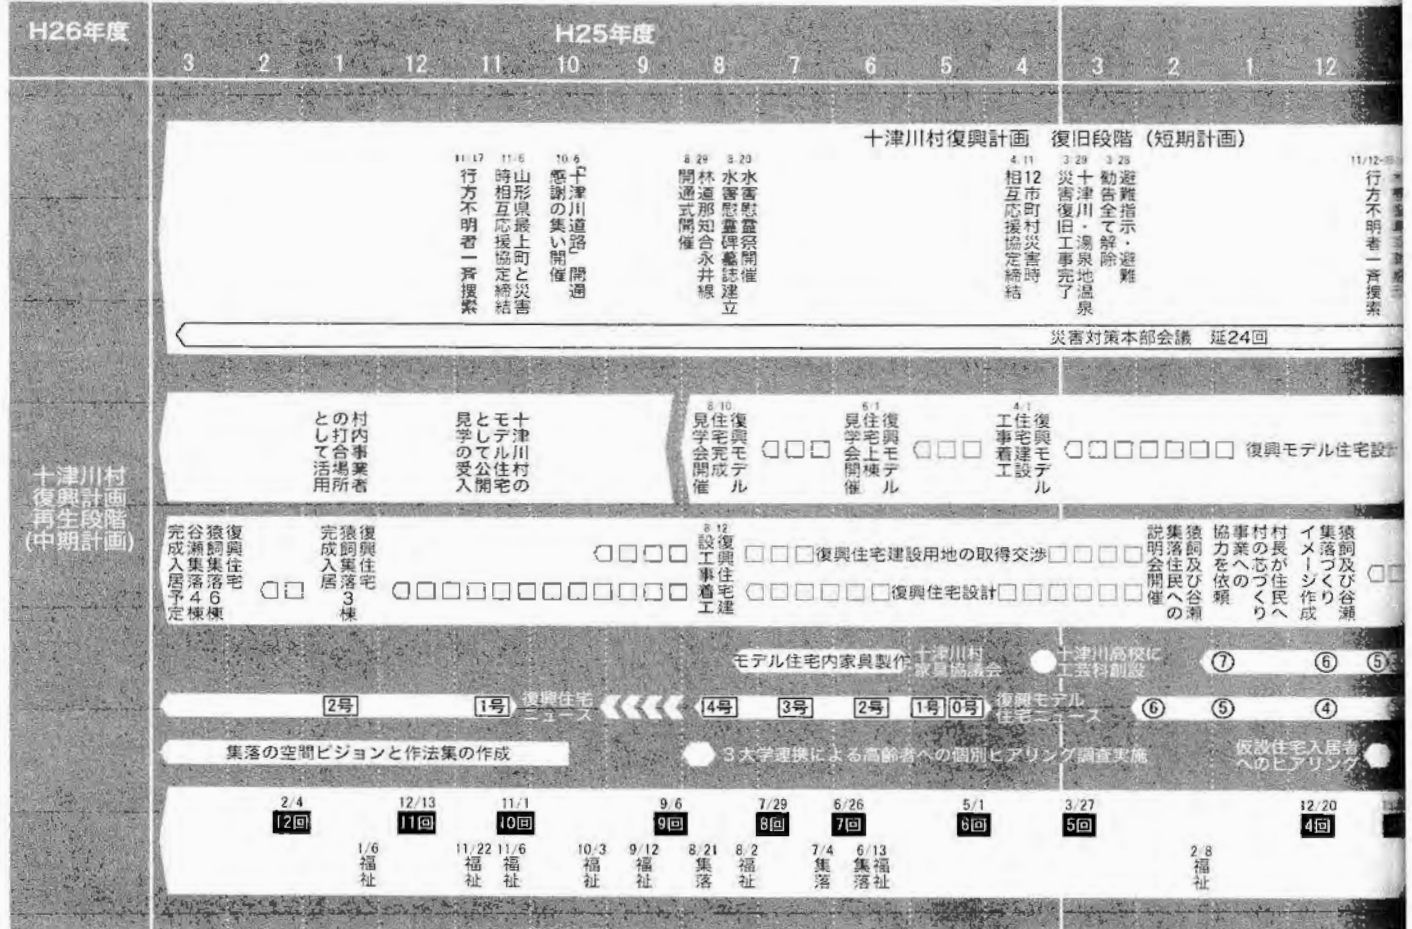 H26年度
H25年度
3 2 1 12 11 10 9 8 7 6 5 4 3 2 1 12
十津川村復興計画 復旧段階(短期計画)
11/12
行方不明者一斉捜索
3 28
避難指示・避難
勧告全て解除
3 29
十津川・湯泉地温泉
災害復旧工事完了
4 11
12市町村災害時
相互応援協定締結
8 20
水害慰霊祭開催
水害慰霊碑墓誌建立
8 29
林道那知合永井線
開通式開催
10/6
「十津川道路」開通
感謝の集い開催
11/6
山形県最上町と災害
時相互応援協定締結
11/17
行方不明者一斉捜索
災害対策本部会議 延24回
復興モデル住宅設計
4/1
復興モデル
住宅建設
工事着工
6/1
復興モデル
住宅上棟
見学会開催
8/10
復興モデル
住宅完成
見学会開催
十津川村の
モデル住宅
として公開
見学の受入
村内事業者
の打合場所
として活用
十津川村
復興計画
再生段階
(中期計画)
猿飼及び谷瀬
集落づくり
イメージ作成
村長が住民へ
村の芯づくり
事業への
協力を依頼
猿飼及び谷瀬
集落住民への
説明会開催
復興住宅建設用地の取得交渉
復興住宅設計
8 12
復興住宅建
設工事着工
復興住宅
猿飼集落3棟
完成入居
復興住宅
猿飼集落6棟
谷瀬集落4棟
完成入居予定
モデル住宅内家具製作
十津川村
家具協議会
十津川高校に
工芸科創設
⑦ ⑥ ⑤
2号 1号
復興住宅
ニュース
4号 3号 2号 1号 0号
復興モデル
住宅ニュース
⑥ ⑤ ④
集落の空間ビジョンと作法集の作成
3大学連携による高齢者への個別ヒアリング調査実施
仮設住宅入居者
へのヒアリング
2/4 12/13 11/1 9/6 7/29 6/26 5/1 3/27 12/20
12回 11回 10回 9回 8回 7回 6回 5回 4回
1/6 11/22 11/6 10/3 9/12 8/21 8/2 7/4 6/13 2/8
福祉 福祉 福祉 福祉 福祉 集落 福祉 集落 集落 福祉 福祉